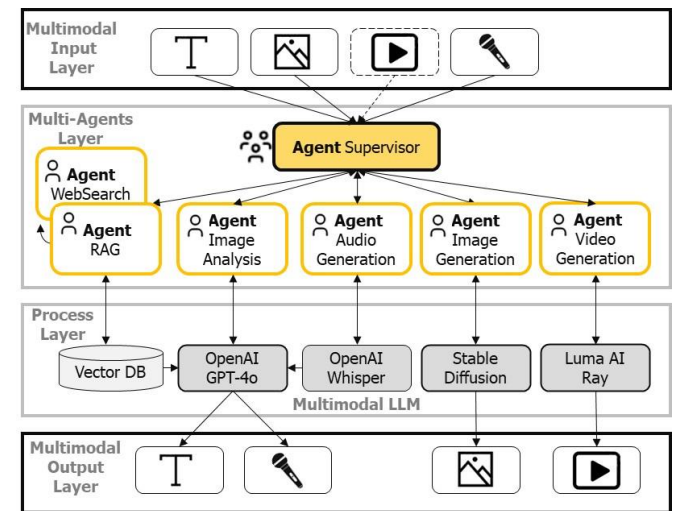 Multimodal
Input
Layer
T
Multi-Agents
Layer
Agent Supervisor
Agent
WebSearch
Agent
RAG
Agent
Image
Analysis
Agent
Audio
Generation
Agent
Image
Generation
Agent
Video
Generation
Process
Layer
Vector DB
OpenAI
GPT-4o
OpenAI
Whisper
Stable
Diffusion
Luma AI
Ray
Multimodal LLM
Multimodal
Output
Layer
T